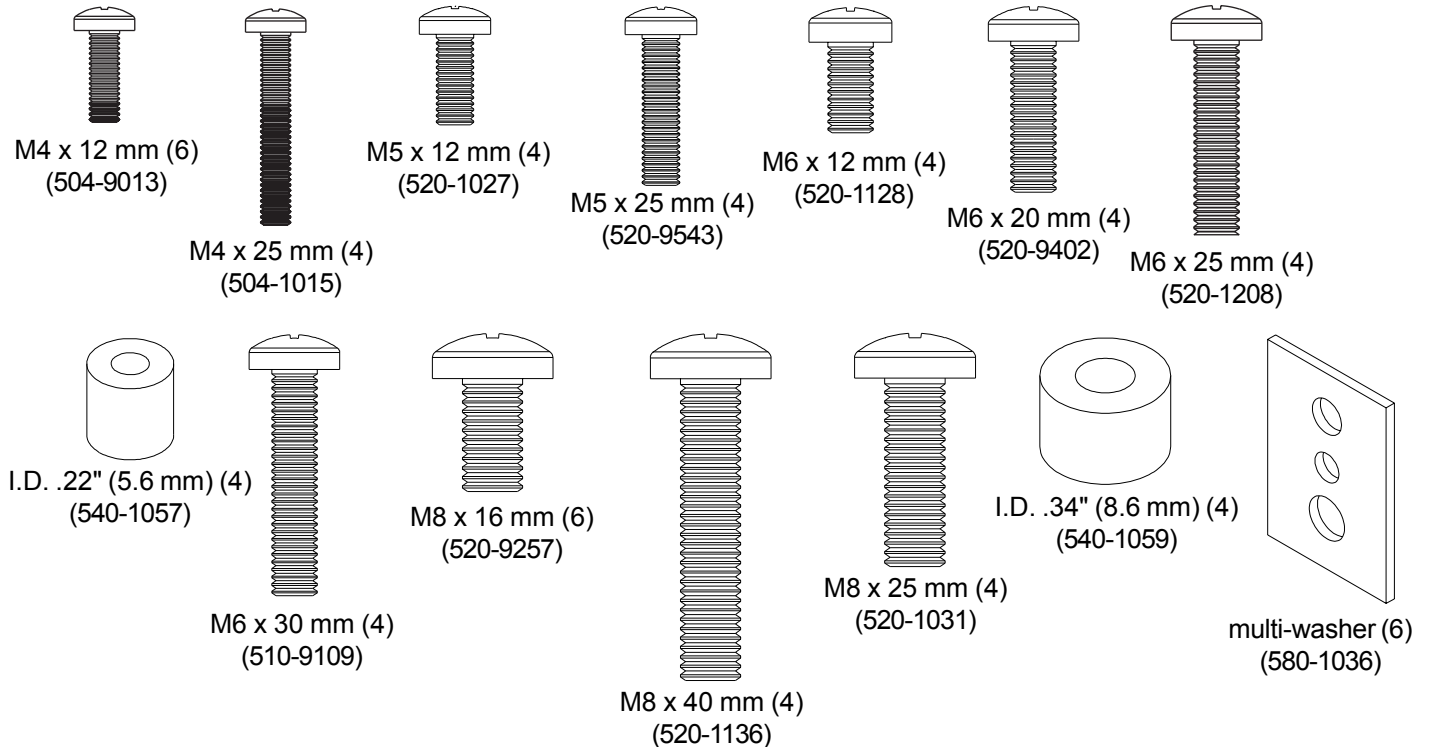 M4 x 12 mm (6)
(504-9013)
M4 x 25 mm (4)
(504-1015)
M5 x 12 mm (4)
(520-1027)
M5 x 25 mm (4)
(520-9543)
M6 x 12 mm (4)
(520-1128)
M6 x 20 mm (4)
(520-9402)
M6 x 25 mm (4)
(520-1208)
I.D. .22" (5.6 mm) (4)
(540-1057)
M6 x 30 mm (4)
(510-9109)
M8 x 16 mm (6)
(520-9257)
M8 x 40 mm (4)
(520-1136)
M8 x 25 mm (4)
(520-1031)
I.D. .34" (8.6 mm) (4)
(540-1059)
multi-washer (6)
(580-1036)